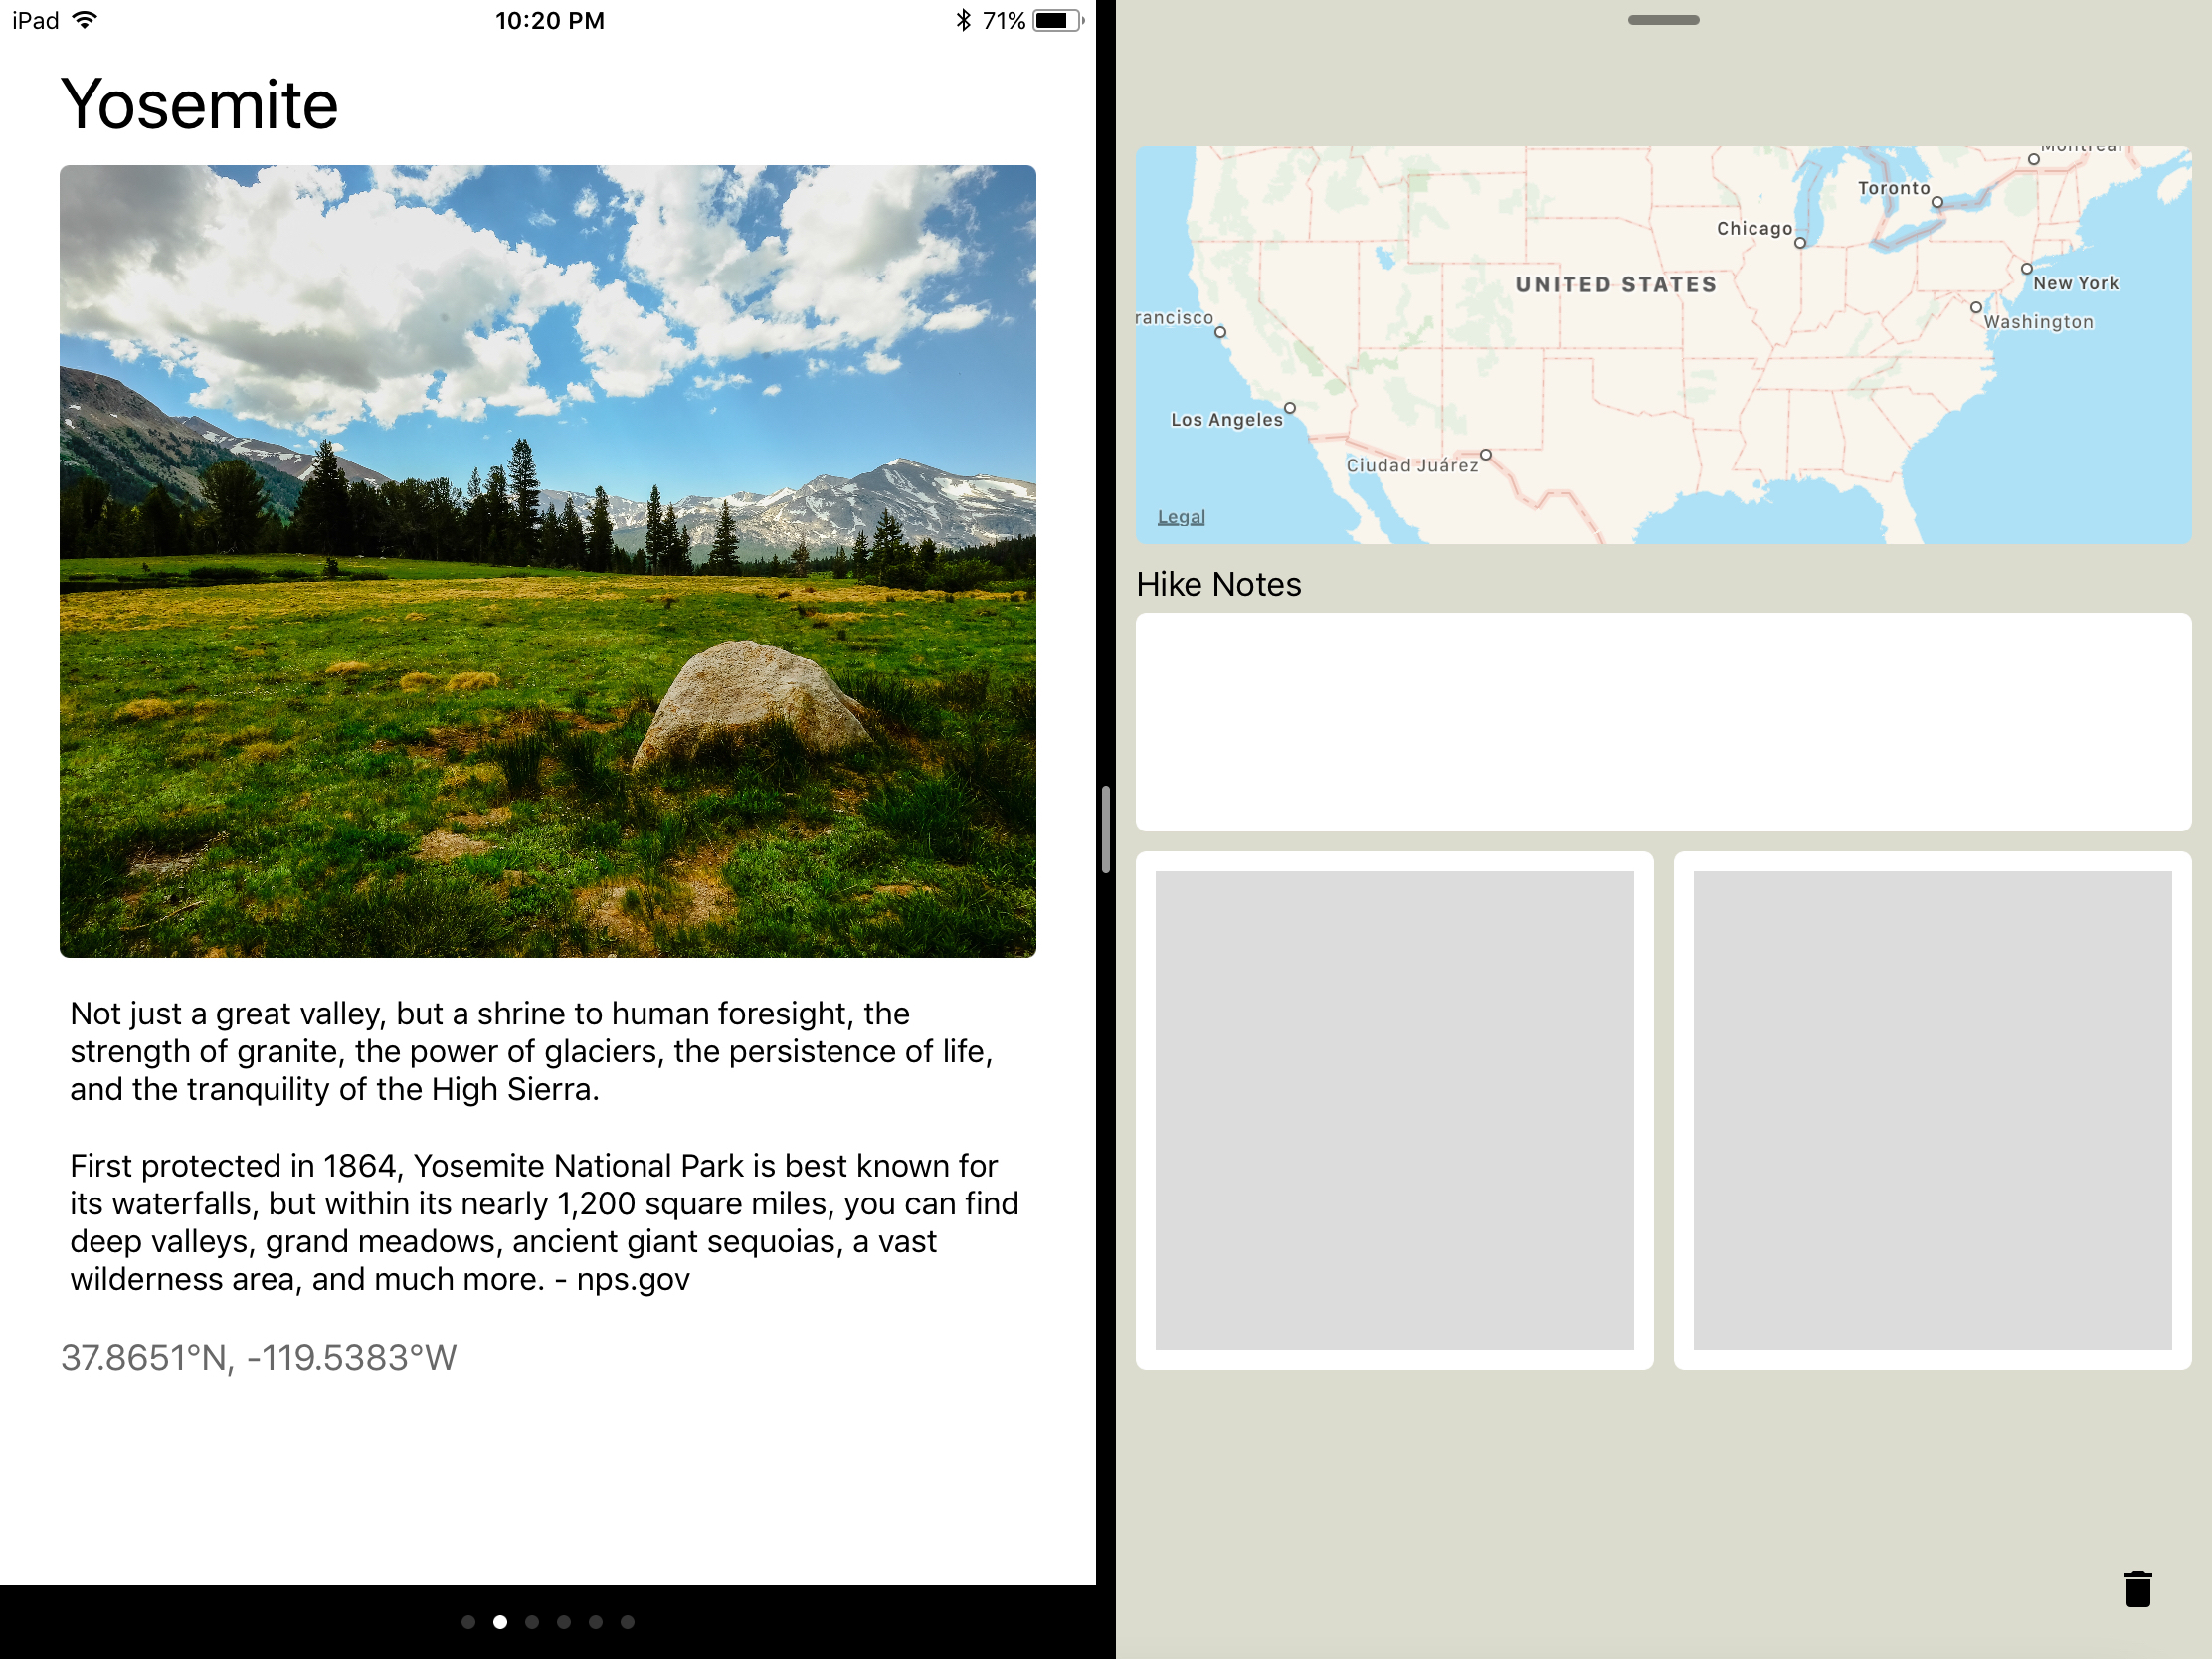 iPad
10:20 PM
71%
Yosemite
Not just a great valley, but a shrine to human foresight, the
strength of granite, the power of glaciers, the persistence of life,
and the tranquility of the High Sierra.
First protected in 1864, Yosemite National Park is best known for
its waterfalls, but within its nearly 1,200 square miles, you can find
deep valleys, grand meadows, ancient giant sequoias, a vast
wilderness area, and much more. - nps.gov
37.8651°N, -119.5383°W
Montreal
Toronto
Chicago
UNITED STATES
New York
rancisco
Washington
Los Angeles
Ciudad Juárez
Legal
Hike Notes